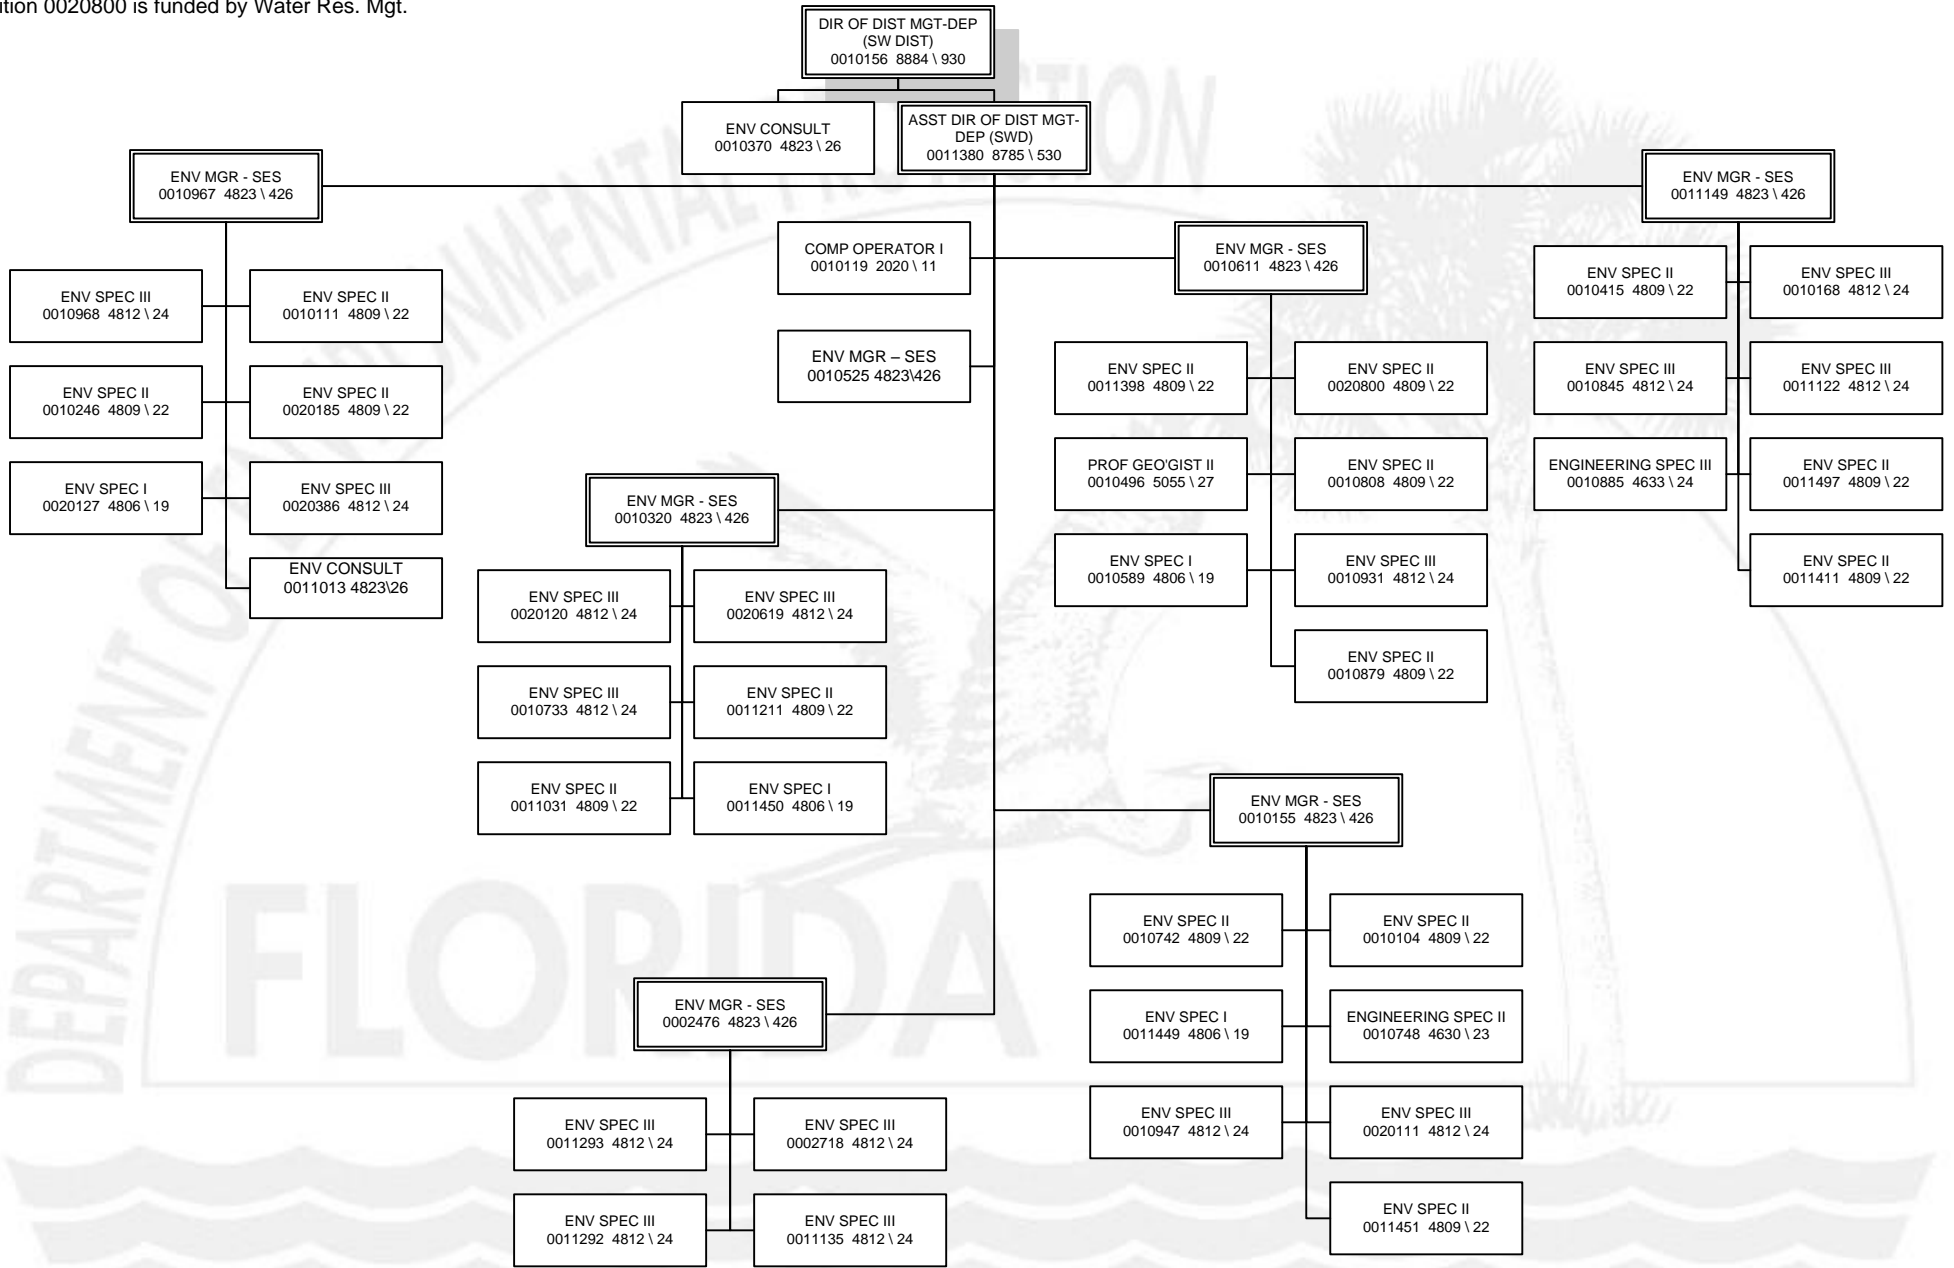 ition 0020800 is funded by Water Res. Mgt.
DIR OF DIST MGT-DEP
(SW DIST)
0010156 8884 \ 930
ENV CONSULT
0010370 4823 \ 26
ASST DIR OF DIST MGT-
DEP (SWD)
0011380 8785 \ 530
ENV MGR - SES
0010967 4823 \ 426
ENV SPEC III
0010968 4812 \ 24
ENV SPEC II
0010111 4809 \ 22
ENV SPEC II
0010246 4809 \ 22
ENV SPEC II
0020185 4809 \ 22
ENV SPEC I
0020127 4806 \ 19
ENV SPEC III
0020386 4812 \ 24
ENV CONSULT
0011013 4823\26
COMP OPERATOR I
0010119 2020 \ 11
ENV MGR – SES
0010525 4823\426
ENV MGR - SES
0010611 4823 \ 426
ENV SPEC II
0011398 4809 \ 22
ENV SPEC II
0020800 4809 \ 22
PROF GEO'GIST II
0010496 5055 \ 27
ENV SPEC II
0010808 4809 \ 22
ENV SPEC I
0010589 4806 \ 19
ENV SPEC III
0010931 4812 \ 24
ENV SPEC II
0010879 4809 \ 22
ENV MGR - SES
0011149 4823 \ 426
ENV SPEC II
0010415 4809 \ 22
ENV SPEC III
0010168 4812 \ 24
ENV SPEC III
0010845 4812 \ 24
ENV SPEC III
0011122 4812 \ 24
ENGINEERING SPEC III
0010885 4633 \ 24
ENV SPEC II
0011497 4809 \ 22
ENV SPEC II
0011411 4809 \ 22
ENV MGR - SES
0010320 4823 \ 426
ENV SPEC III
0020120 4812 \ 24
ENV SPEC III
0020619 4812 \ 24
ENV SPEC III
0010733 4812 \ 24
ENV SPEC II
0011211 4809 \ 22
ENV SPEC II
0011031 4809 \ 22
ENV SPEC I
0011450 4806 \ 19
ENV MGR - SES
0010155 4823 \ 426
ENV SPEC II
0010742 4809 \ 22
ENV SPEC II
0010104 4809 \ 22
ENV SPEC I
0011449 4806 \ 19
ENGINEERING SPEC II
0010748 4630 \ 23
ENV SPEC III
0010947 4812 \ 24
ENV SPEC III
0020111 4812 \ 24
ENV SPEC II
0011451 4809 \ 22
ENV MGR - SES
0002476 4823 \ 426
ENV SPEC III
0011293 4812 \ 24
ENV SPEC III
0002718 4812 \ 24
ENV SPEC III
0011292 4812 \ 24
ENV SPEC III
0011135 4812 \ 24
DEPARTMENT OF ENVIRONMENTAL PROTECTION
FLORIDA